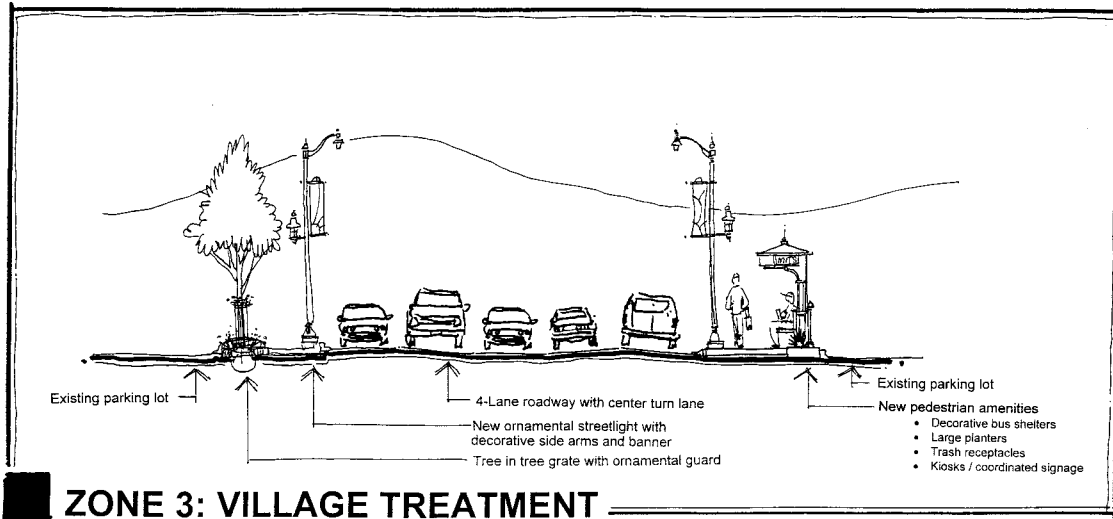 Existing parking lot
4-Lane roadway with center turn lane
New ornamental streetlight with
decorative side arms and banner
Tree in tree grate with ornamental guard
Existing parking lot
New pedestrian amenities
• Decorative bus shelters
• Large planters
• Trash receptacles
• Kiosks / coordinated signage
ZONE 3: VILLAGE TREATMENT